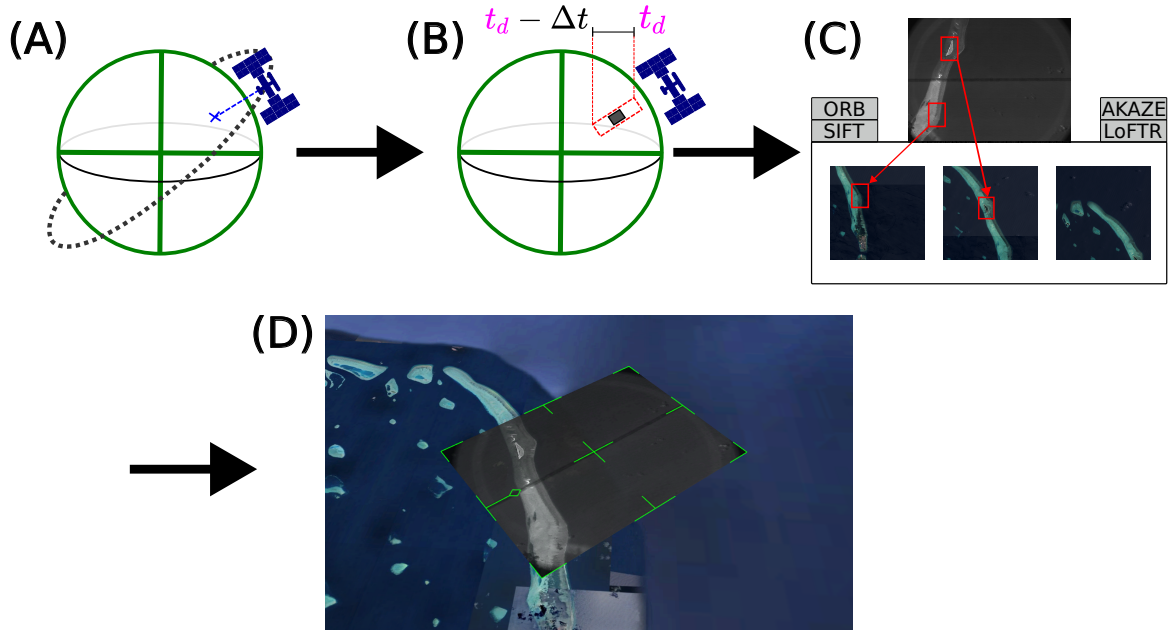 (A)
(B)
t_d − Δt
t_d
(C)
ORB
SIFT
AKAZE
LoFTR
(D)